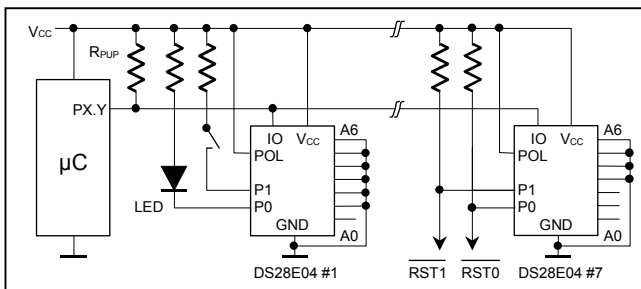 VCC
RPUP
PX.Y
µC
LED
IO
VCC
A6
POL
P1
P0
GND
A0
DS28E04 #1
IO
VCC
A6
POL
P1
P0
GND
A0
RST1
RST0
DS28E04 #7